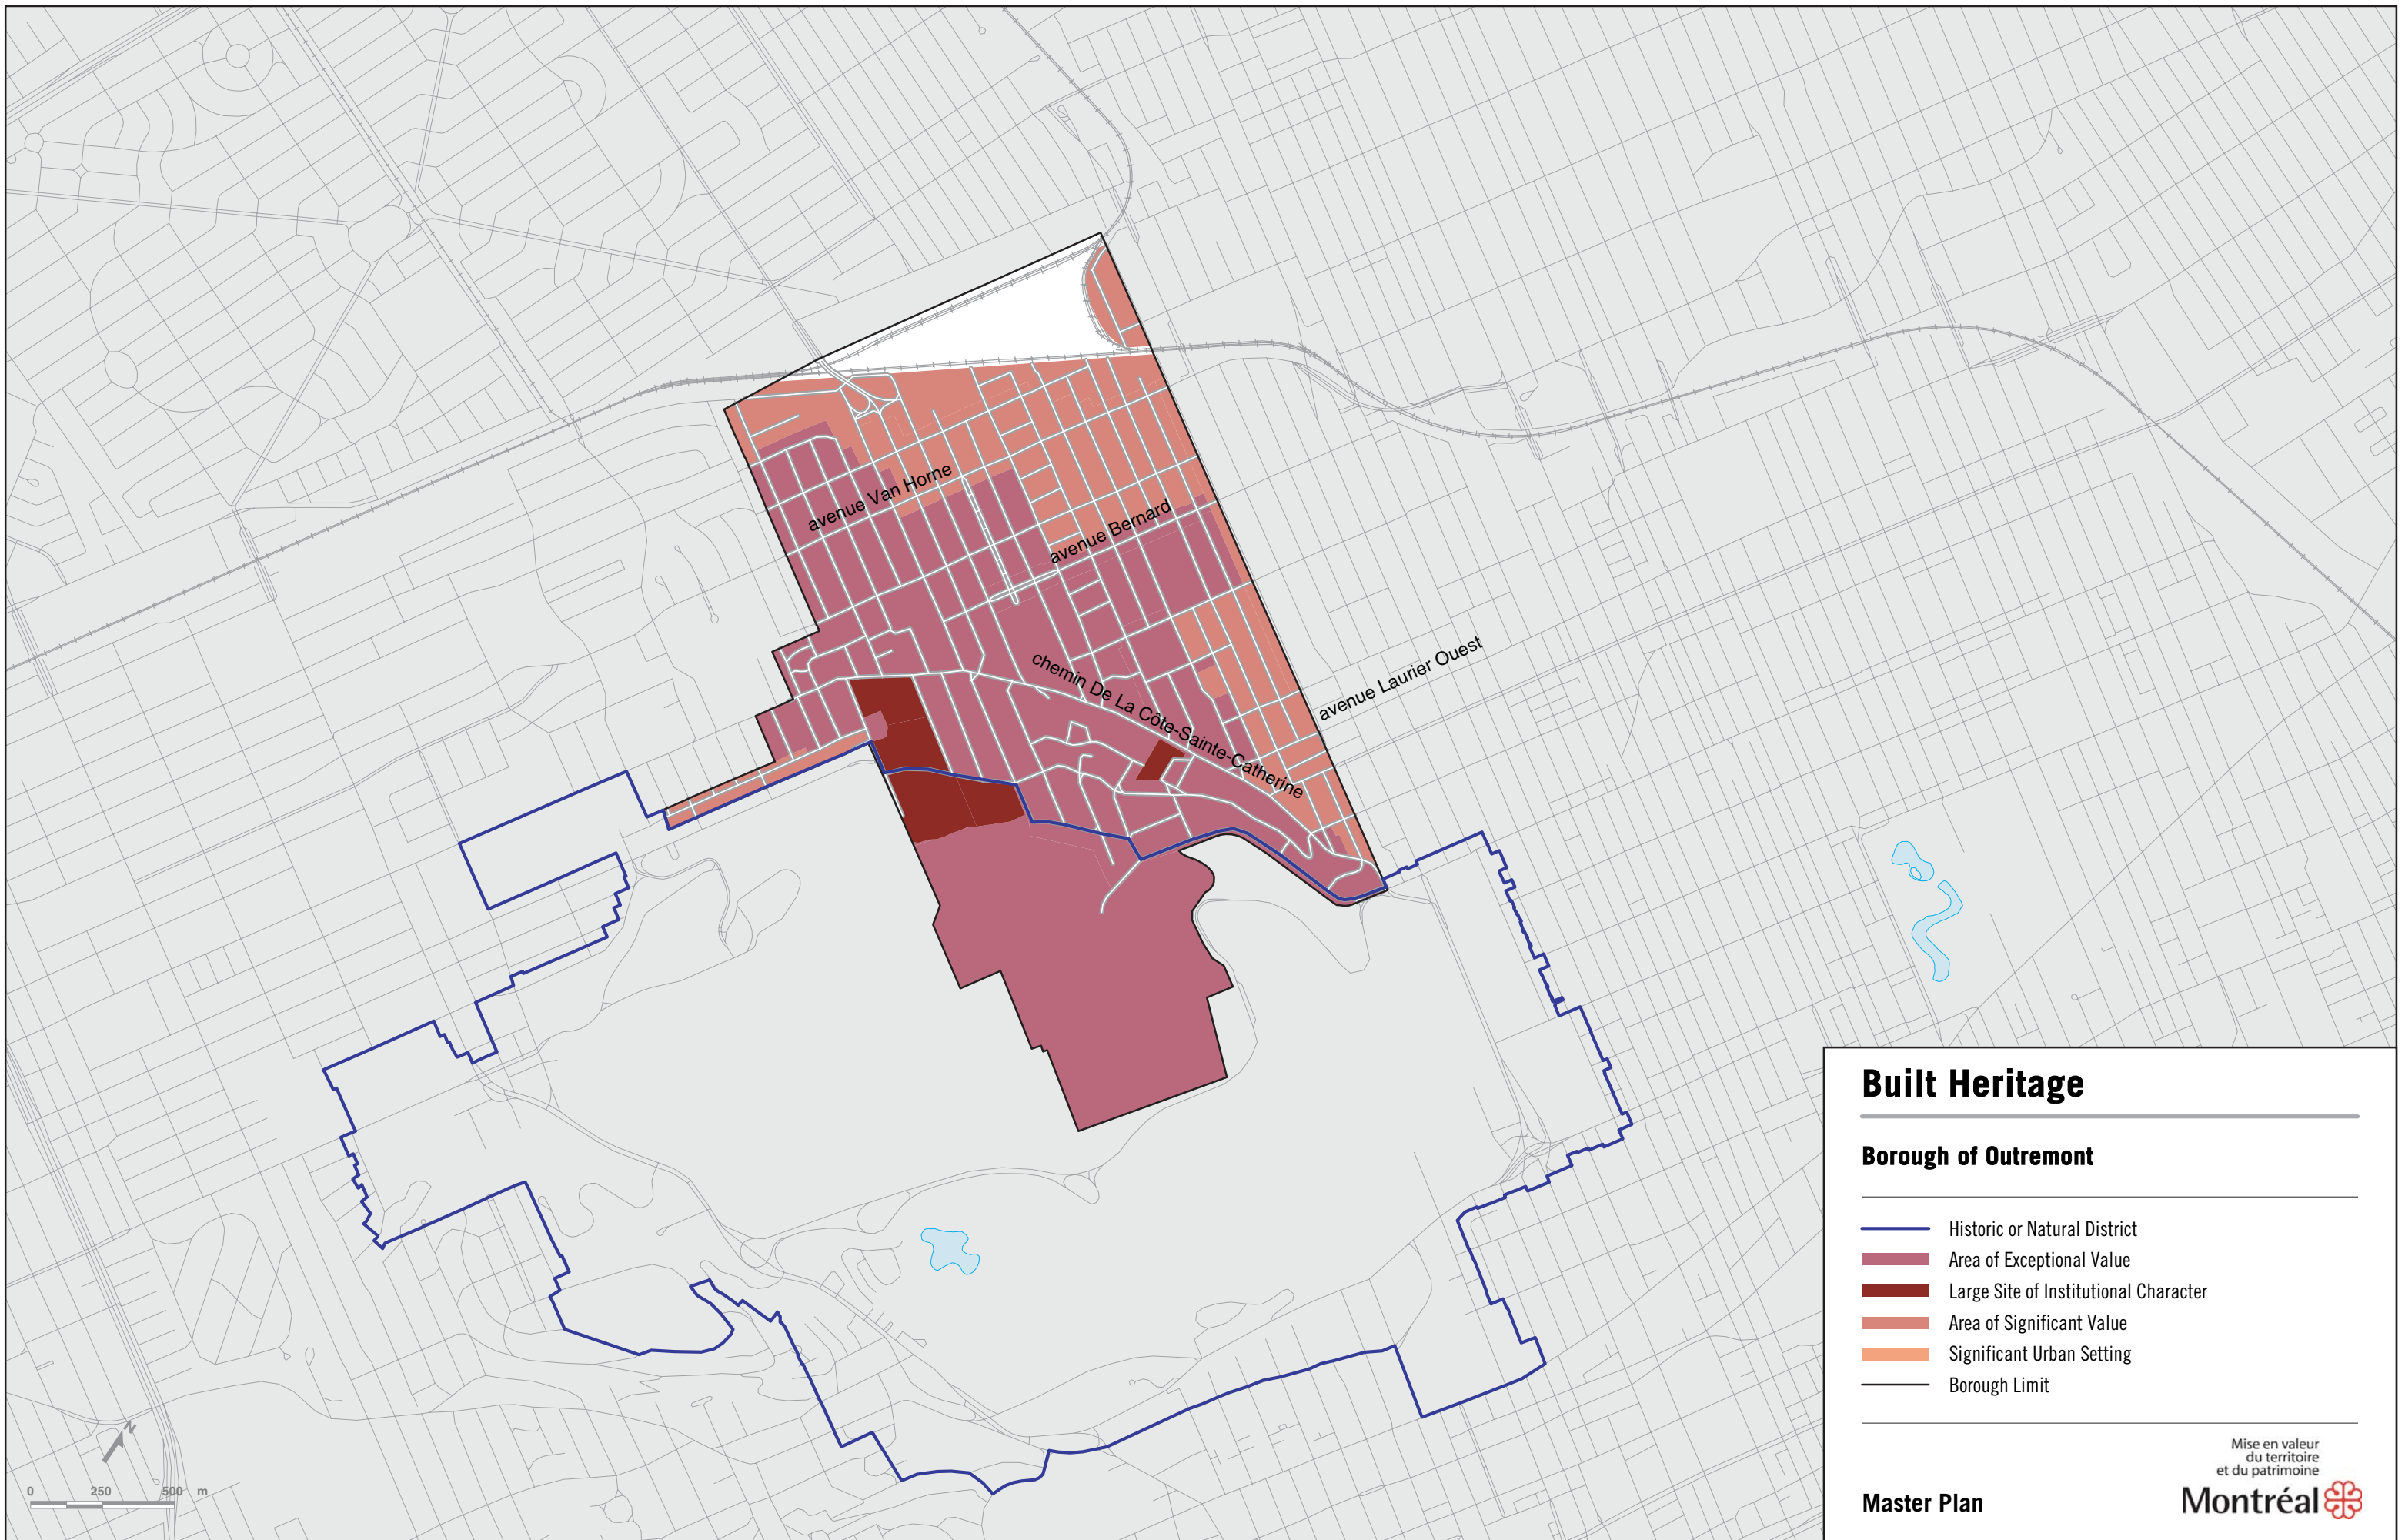 avenue Van Horne
avenue Bernard
chemin De La Côte-Sainte-Catherine
avenue Laurier Ouest
Built Heritage
Borough of Outremont
Historic or Natural District
Area of Exceptional Value
Large Site of Institutional Character
Area of Significant Value
Significant Urban Setting
Borough Limit
Mise en valeur
du territoire
et du patrimoine
Master Plan
Montréal
N
0 250 500 m